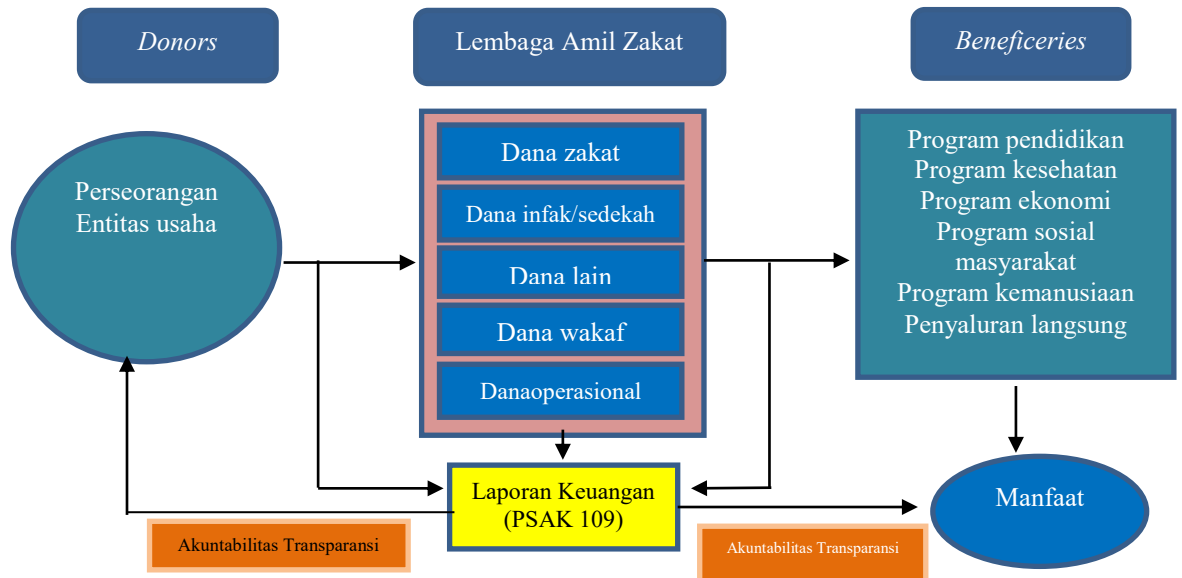 Donors
Lembaga Amil Zakat
Beneficeries
Perseorangan
Entitas usaha
Dana zakat
Dana infak/sedekah
Dana lain
Dana wakaf
Danaoperasional
Program pendidikan
Program kesehatan
Program ekonomi
Program sosial
masyarakat
Program kemanusiaan
Penyaluran langsung
Laporan Keuangan
(PSAK 109)
Manfaat
Akuntabilitas Transparansi
Akuntabilitas Transparansi